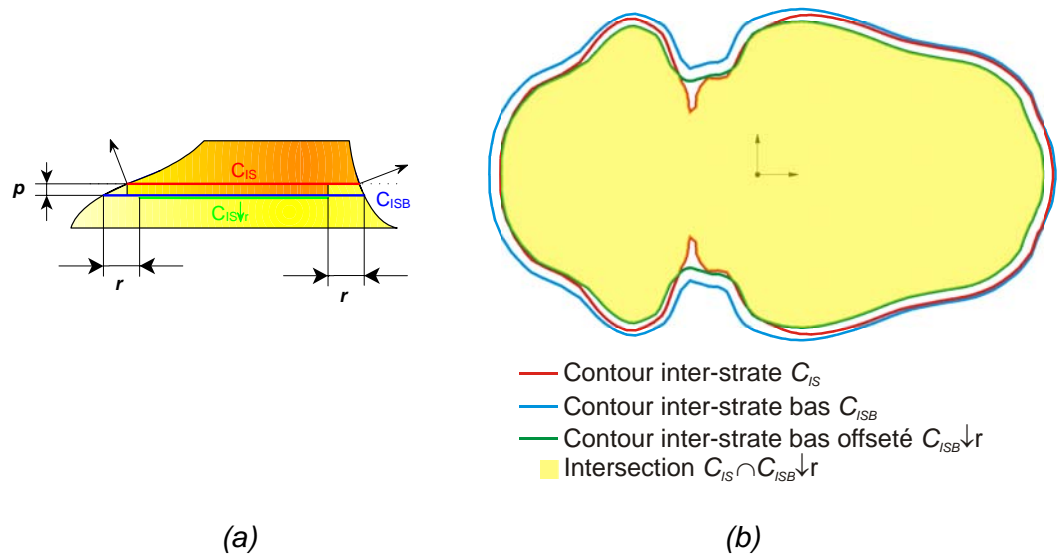 C_IS
p
C_ISB
C_IS↓r
r r
Contour inter-strate C_IS
Contour inter-strate bas C_ISB
Contour inter-strate bas offseté C_ISB↓r
Intersection C_IS∩C_ISB↓r
(a) (b)